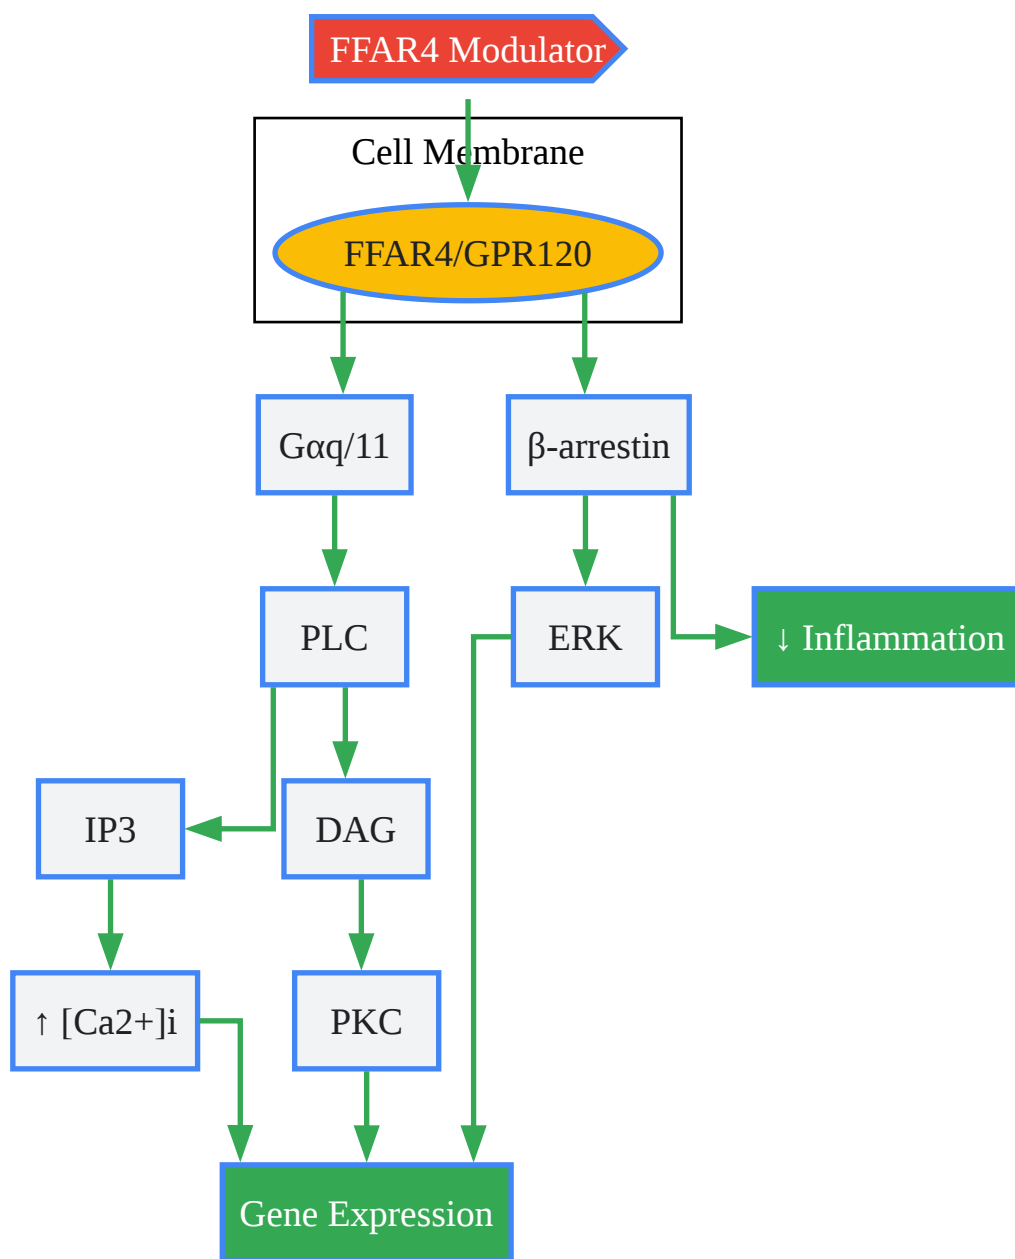 FFAR4 Modulator
Cell Membrane
FFAR4/GPR120
Gαq/11
β-arrestin
PLC
ERK
↓ Inflammation
IP3
DAG
↑ [Ca2+]i
PKC
Gene Expression